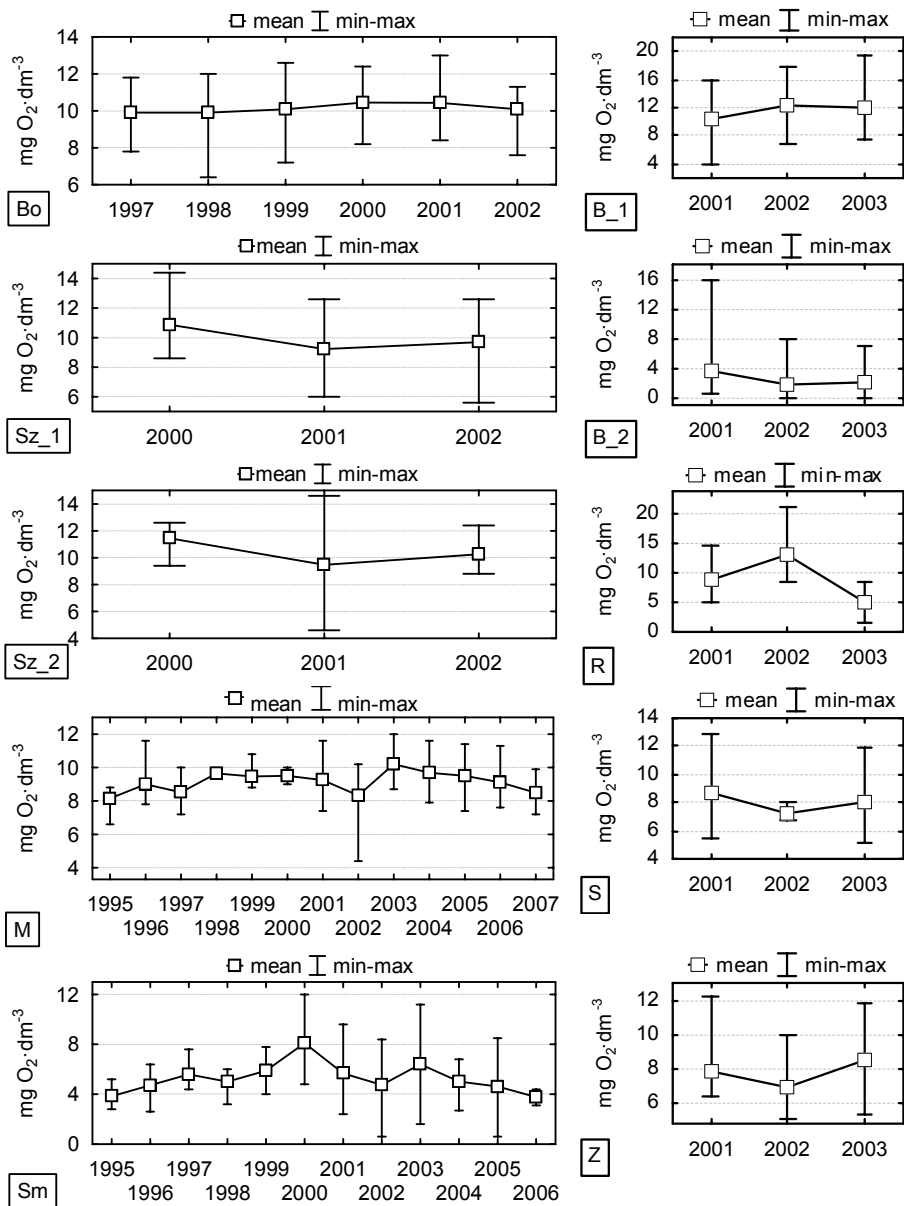 mean min-max
14
12
10
8
6
mg O₂·dm⁻³
1997 1998 1999 2000 2001 2002
Bo
mean min-max
20
16
12
8
4
mg O₂·dm⁻³
2001 2002 2003
B_1
mean min-max
14
12
10
8
6
mg O₂·dm⁻³
2000 2001 2002
Sz_1
mean min-max
16
12
8
4
0
mg O₂·dm⁻³
2001 2002 2003
B_2
mean min-max
14
12
10
8
6
4
mg O₂·dm⁻³
2000 2001 2002
Sz_2
mean min-max
20
15
10
5
0
mg O₂·dm⁻³
2001 2002 2003
R
mean min-max
12
10
8
6
4
mg O₂·dm⁻³
1995 1997 1999 2001 2003 2005 2007
1996 1998 2000 2002 2004 2006
M
mean min-max
14
12
10
8
6
4
mg O₂·dm⁻³
2001 2002 2003
S
mean min-max
12
8
4
0
mg O₂·dm⁻³
1995 1997 1999 2001 2003 2005
1996 1998 2000 2002 2004 2006
Sm
mean min-max
12
10
8
6
mg O₂·dm⁻³
2001 2002 2003
Z